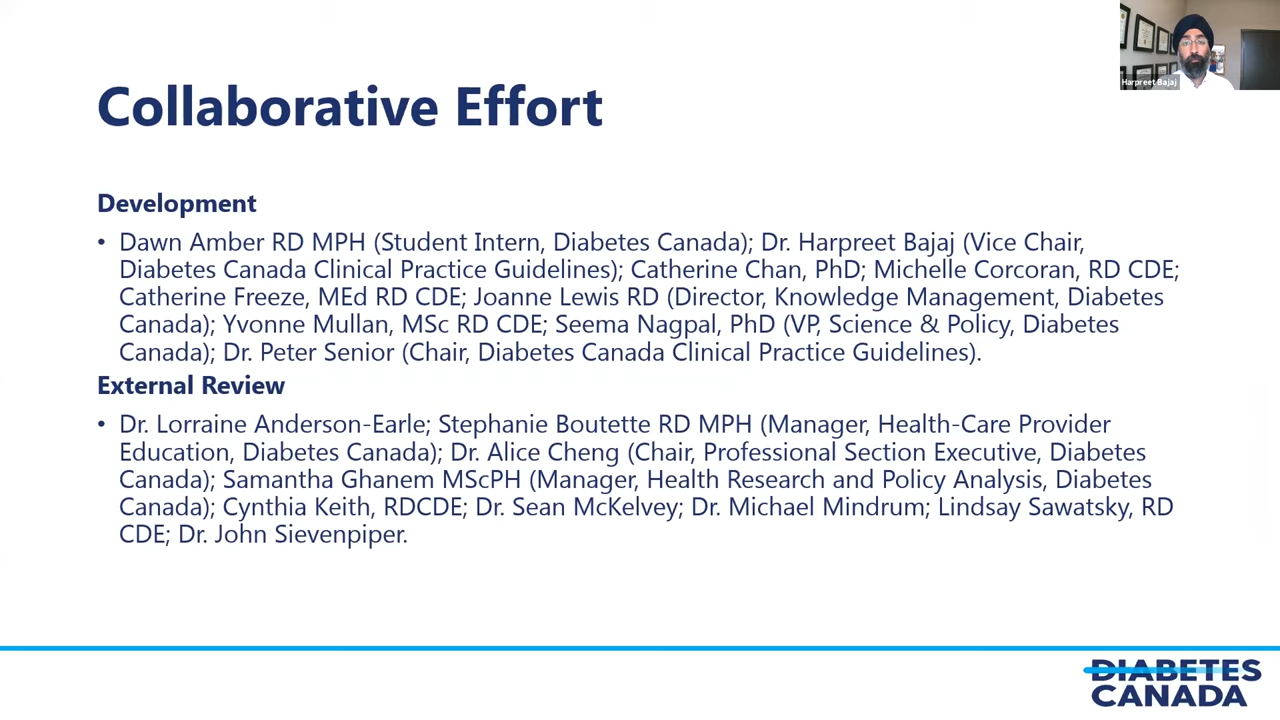 Harpreet Bajaj
Collaborative Effort
Development
• Dawn Amber RD MPH (Student Intern, Diabetes Canada); Dr. Harpreet Bajaj (Vice Chair,
Diabetes Canada Clinical Practice Guidelines); Catherine Chan, PhD; Michelle Corcoran, RD CDE;
Catherine Freeze, MEd RD CDE; Joanne Lewis RD (Director, Knowledge Management, Diabetes
Canada); Yvonne Mullan, MSc RD CDE; Seema Nagpal, PhD (VP, Science & Policy, Diabetes
Canada); Dr. Peter Senior (Chair, Diabetes Canada Clinical Practice Guidelines).
External Review
• Dr. Lorraine Anderson-Earle; Stephanie Boutette RD MPH (Manager, Health-Care Provider
Education, Diabetes Canada); Dr. Alice Cheng (Chair, Professional Section Executive, Diabetes
Canada); Samantha Ghanem MScPH (Manager, Health Research and Policy Analysis, Diabetes
Canada); Cynthia Keith, RDCDE; Dr. Sean McKelvey; Dr. Michael Mindrum; Lindsay Sawatsky, RD
CDE; Dr. John Sievenpiper.
DIABETES
CANADA